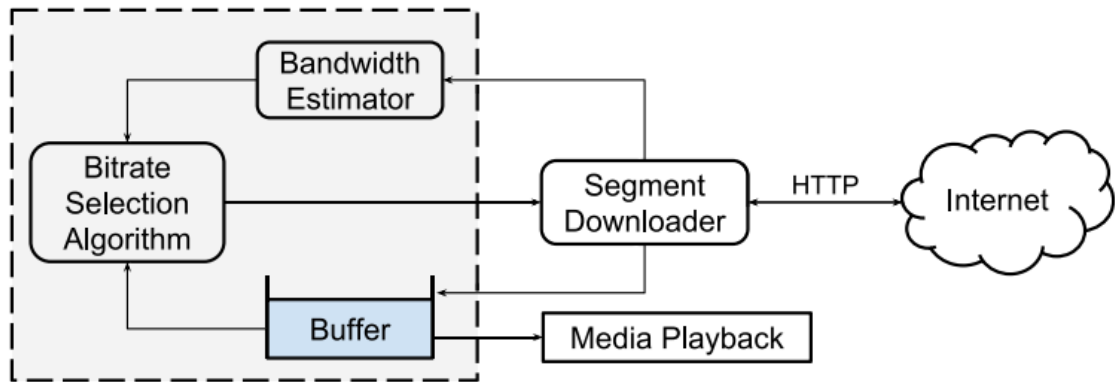 Bandwidth
Estimator
Bitrate
Selection
Algorithm
Segment
Downloader
HTTP
Internet
Buffer
Media Playback